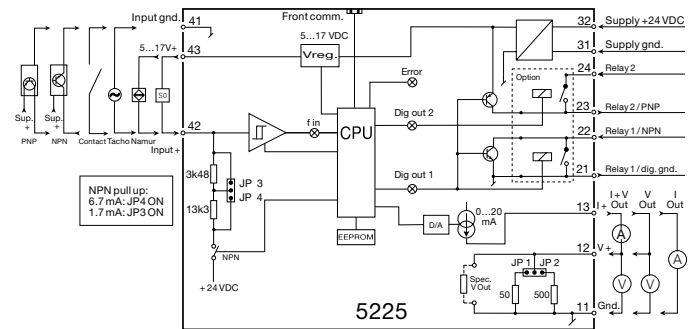 Input gnd.
41
5...17V+
43
Front comm.
5...17 VDC
Vreg.
32
Supply +24 VDC
31
Supply gnd.
24
Relay 2
Option
Error
23
Relay 2 / PNP
22
Relay 1 / NPN
21
Relay 1 / dig. gnd.
Dig out 2
Dig out 1
CPU
f in
EEPROM
Sup.
+
PNP
Sup.
+
NPN
Contact
Tacho
Namur
S0
42
Input +
NPN pull up:
6.7 mA: JP4 ON
1.7 mA: JP3 ON
3k48
13k3
JP 3
JP 4
NPN
+ 24 VDC
D/A
0...20
mA
13
I +
12
V +
11
Gnd.
JP 1
JP 2
Spec.
V Out
50
500
I + V
Out
V
Out
I
Out
A
V
V
A
5225